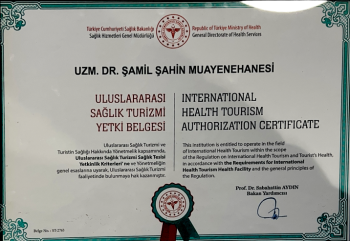 Türkiye Cumhuriyeti Sağlık Bakanlığı
Sağlık Hizmetleri Genel Müdürlüğü
Republic of Türkiye Ministry of Health
General Directorate of Health Services
UZM. DR. ŞAMİL ŞAHİN MUAYENEHANESİ
ULUSLARARASI
SAĞLIK TURİZMİ
YETKİ BELGESİ
INTERNATIONAL
HEALTH TOURISM
AUTHORIZATION CERTIFICATE
Uluslararası Sağlık Turizmi ve
Turistin Sağlığı Hakkında Yönetmelik kapsamında,
Uluslararası Sağlık Turizmi Sağlık Tesisi
Yetkinlik Kriterleri' ne ve Yönetmeliğin
genel esaslarına uyarak, Uluslararası Sağlık Turizmi
faaliyetinde bulunmaya hak kazanmıştır.
This institution is entitled to operate in the field
of International Health Tourism within the scope
of the Regulation on International Health Tourism and Tourist's Health,
in accordance with the Requirements for International
Health Tourism Health Facility and the general principles of
the Regulation.
Prof. Dr. Sabahattin AYDIN
Bakan Yardımcısı
Belge No :